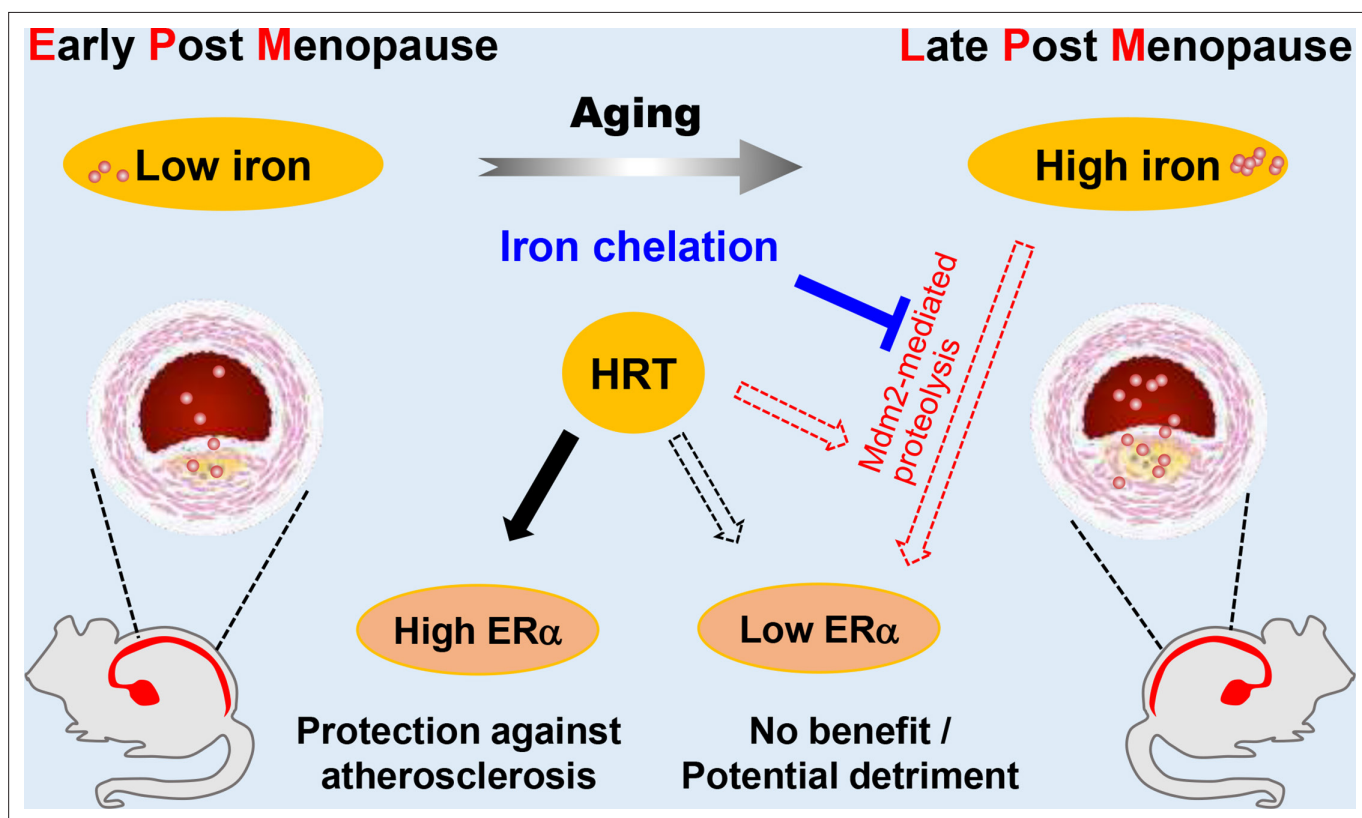 Early Post Menopause
Late Post Menopause
Aging
Low iron
High iron
Iron chelation
Mdm2-mediated
proteolysis
HRT
High ERα
Low ERα
Protection against
atherosclerosis
No benefit /
Potential detriment